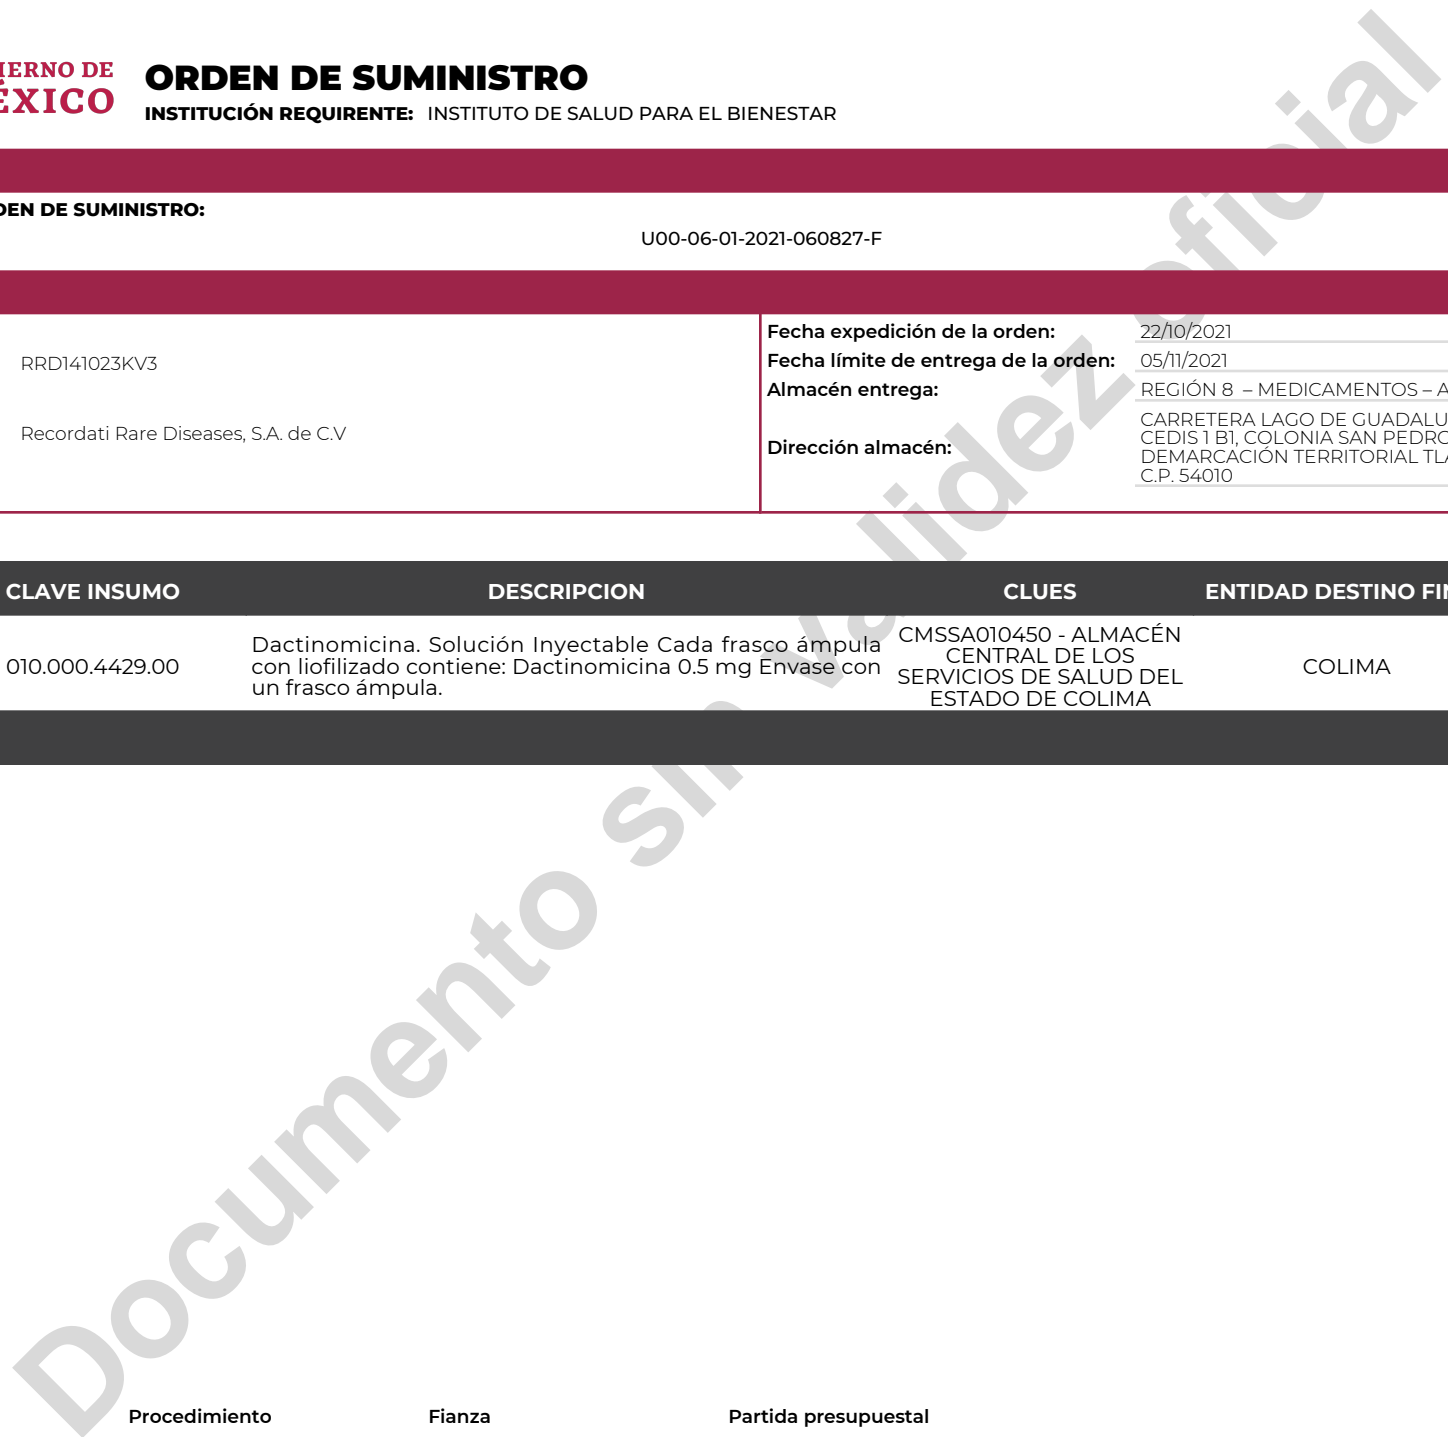 IERNO DE
ÉXICO
ORDEN DE SUMINISTRO
INSTITUCIÓN REQUIRENTE: INSTITUTO DE SALUD PARA EL BIENESTAR
DEN DE SUMINISTRO:
U00-06-01-2021-060827-F
RRD141023KV3
Recordati Rare Diseases, S.A. de C.V
Fecha expedición de la orden: 22/10/2021
Fecha límite de entrega de la orden: 05/11/2021
Almacén entrega: REGIÓN 8 – MEDICAMENTOS – A
Dirección almacén:
CARRETERA LAGO DE GUADALU
CEDIS 1 B1, COLONIA SAN PEDRO
DEMARCACIÓN TERRITORIAL TLA
C.P. 54010
CLAVE INSUMO DESCRIPCION CLUES ENTIDAD DESTINO FIN
010.000.4429.00
Dactinomicina. Solución Inyectable Cada frasco ámpula
con liofilizado contiene: Dactinomicina 0.5 mg Envase con
un frasco ámpula.
CMSSA010450 - ALMACÉN
CENTRAL DE LOS
SERVICIOS DE SALUD DEL
ESTADO DE COLIMA
COLIMA
Documento sin validez oficial
Procedimiento Fianza Partida presupuestal